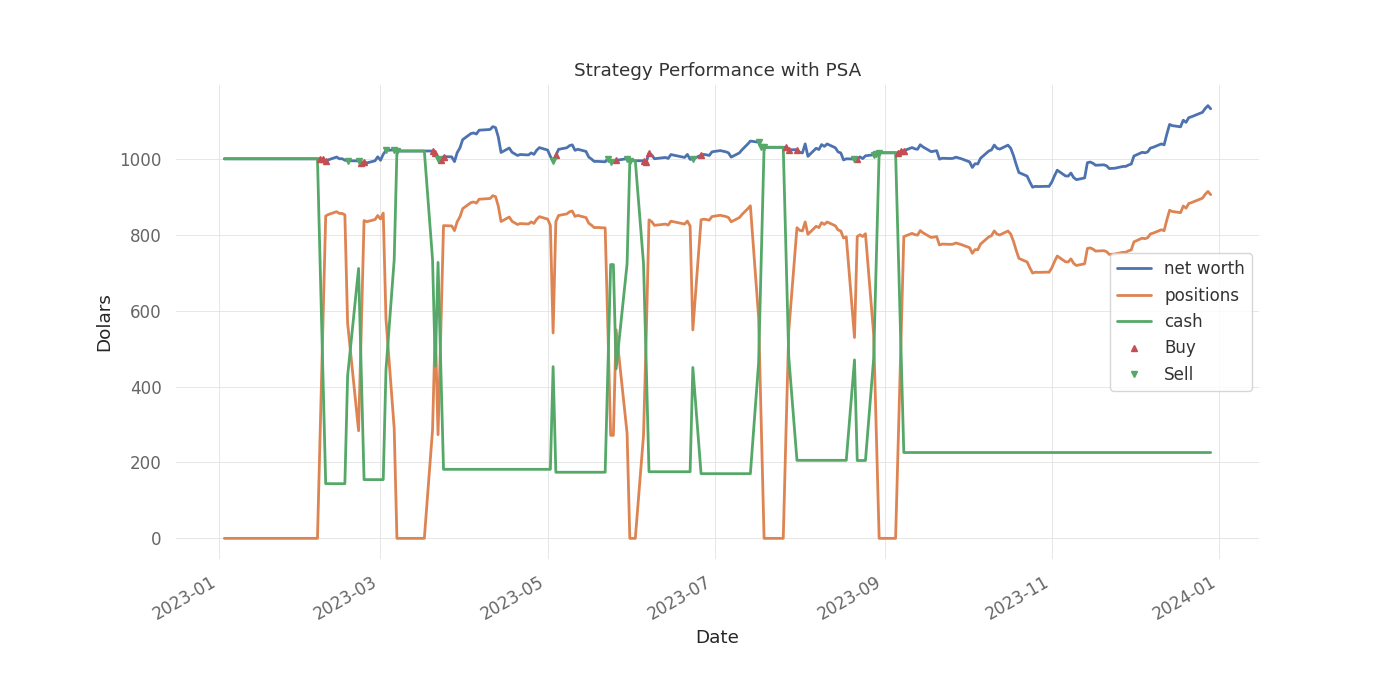 Strategy Performance with PSA
Dolars
1000
800
600
400
200
0
net worth
positions
cash
Buy
Sell
2023-01
2023-03
2023-05
2023-07
2023-09
2023-11
2024-01
Date